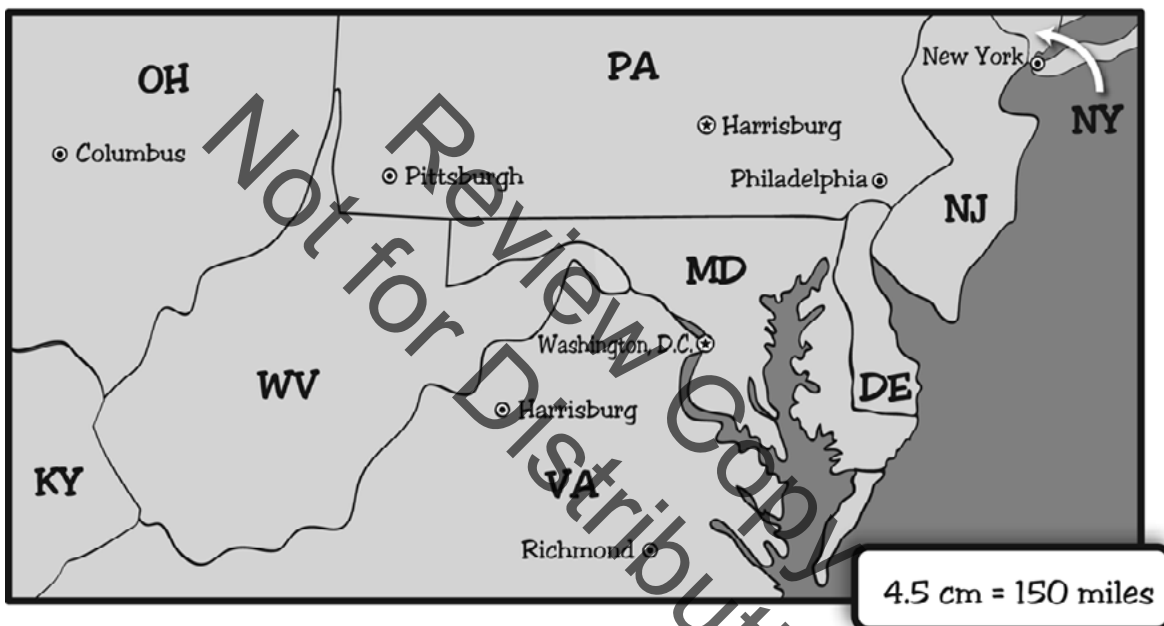 OH
PA
New York
NY
Harrisburg
Columbus
Pittsburgh
Philadelphia
NJ
MD
Washington, D.C.
WV
DE
Harrisburg
KY
VA
Richmond
4.5 cm = 150 miles
Review Copy
Not for Distribut